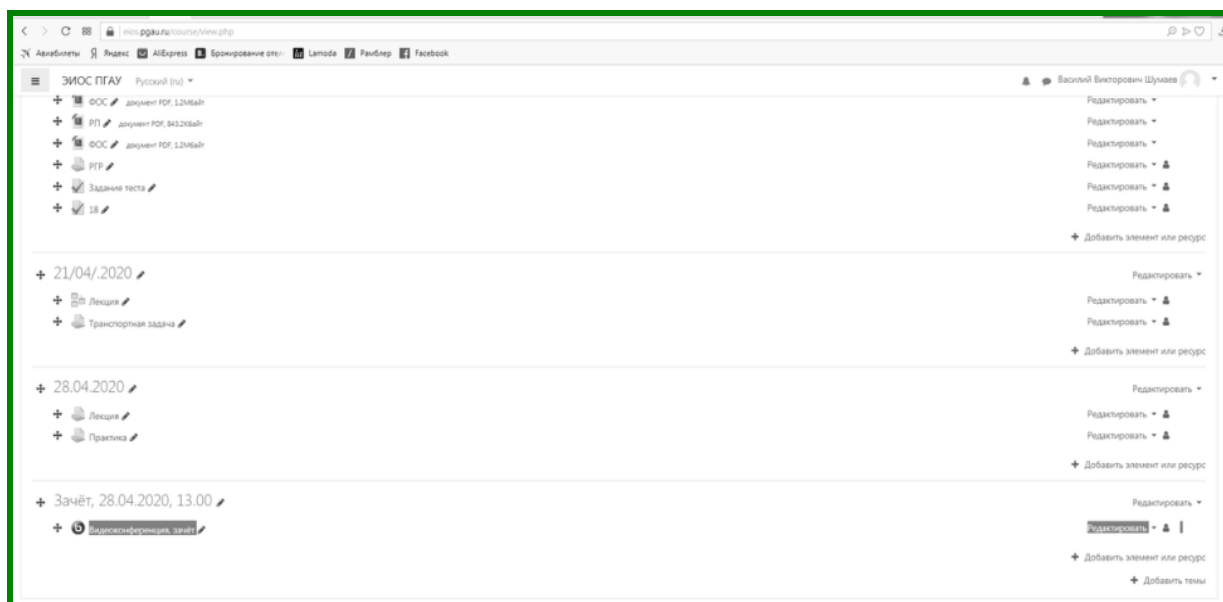 eios.pgau.ru/course/view.php
Авиабилеты Яндекс AliExpress Бронирование отел Lamoda Рамблер Facebook
ЭИОС ПГАУ Русский (ru) Василий Викторович Шумаев
ФОС документ PDF, 1.2Мбайт Редактировать
РП документ PDF, 843.2Кбайт Редактировать
ФОС документ PDF, 1.2Мбайт Редактировать
РГР Редактировать
Задание теста Редактировать
18 Редактировать
Добавить элемент или ресурс
21/04/.2020 Редактировать
Лекция Редактировать
Транспортная задача Редактировать
Добавить элемент или ресурс
28.04.2020 Редактировать
Лекция Редактировать
Практика Редактировать
Добавить элемент или ресурс
Зачёт, 28.04.2020, 13.00 Редактировать
Видеоконференция, зачёт Редактировать
Добавить элемент или ресурс
Добавить темы